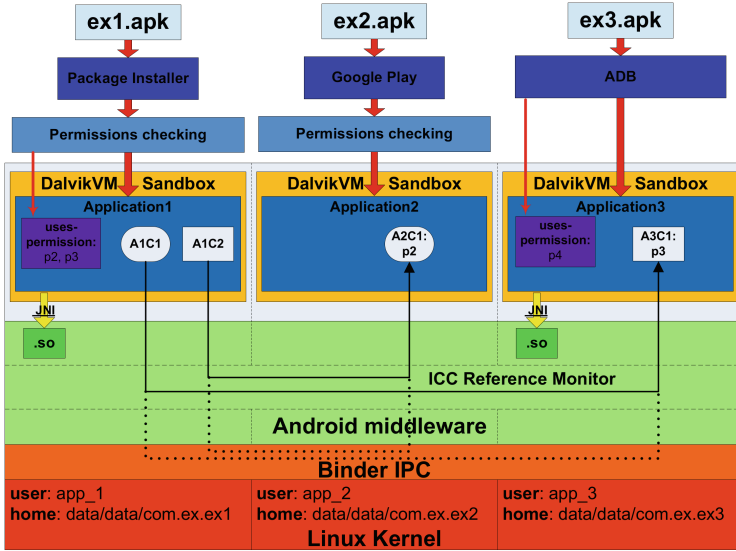 ex1.apk
ex2.apk
ex3.apk
Package Installer
Google Play
ADB
Permissions checking
Permissions checking
DalvikVM Sandbox
DalvikVM Sandbox
DalvikVM Sandbox
Application1
Application2
Application3
uses-
permission:
p2, p3
A1C1
A1C2
A2C1:
p2
uses-
permission:
p4
A3C1:
p3
JNI
JNI
.so
.so
ICC Reference Monitor
Android middleware
Binder IPC
user: app_1
home: data/data/com.ex.ex1
user: app_2
home: data/data/com.ex.ex2
user: app_3
home: data/data/com.ex.ex3
Linux Kernel